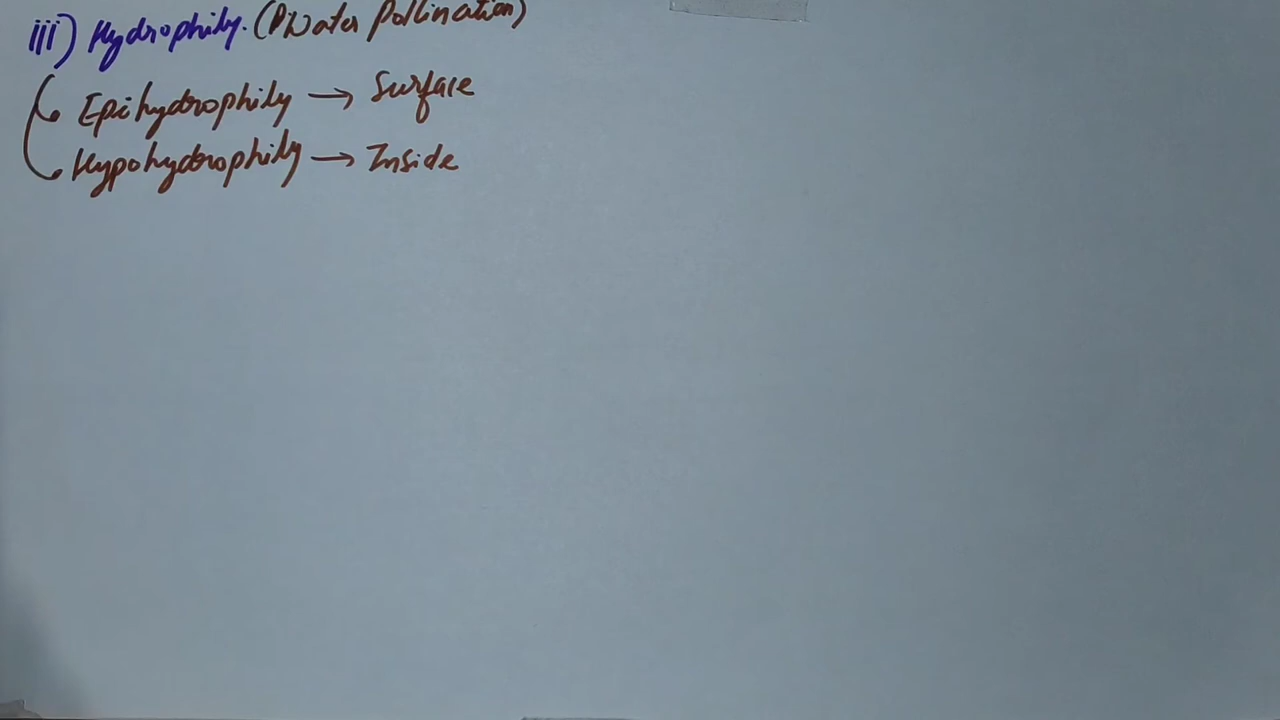 iii) Hydrophily. (Water Pollination)
Epihydrophily → Surface
Hypohydrophily → Inside